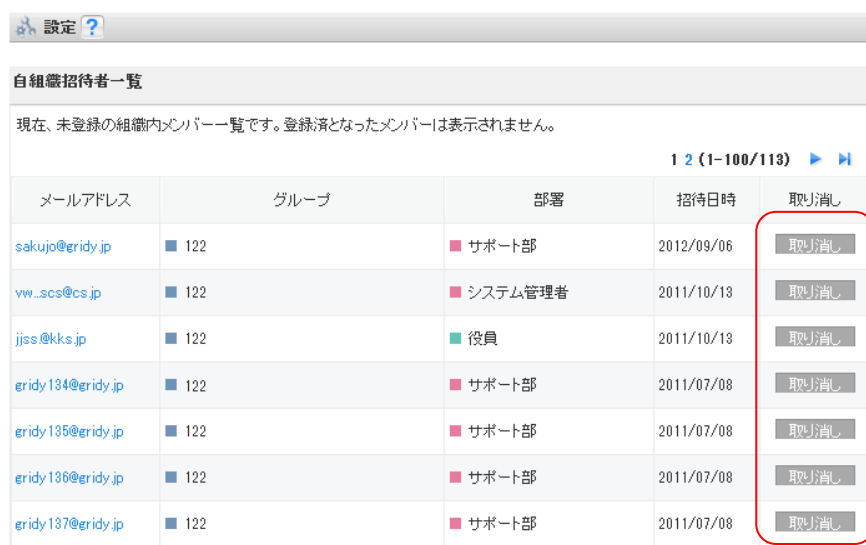 設定 ?
自組織招待者一覧
現在、未登録の組織内メンバー一覧です。登録済となったメンバーは表示されません。
1 2 (1-100/113)
メールアドレス グループ 部署 招待日時 取り消し
sakujo@gridy.jp 122 サポート部 2012/09/06 取り消し
vw...scs@cs.jp 122 システム管理者 2011/10/13 取り消し
jjss@kks.jp 122 役員 2011/10/13 取り消し
gridy134@gridy.jp 122 サポート部 2011/07/08 取り消し
gridy135@gridy.jp 122 サポート部 2011/07/08 取り消し
gridy136@gridy.jp 122 サポート部 2011/07/08 取り消し
gridy137@gridy.jp 122 サポート部 2011/07/08 取り消し